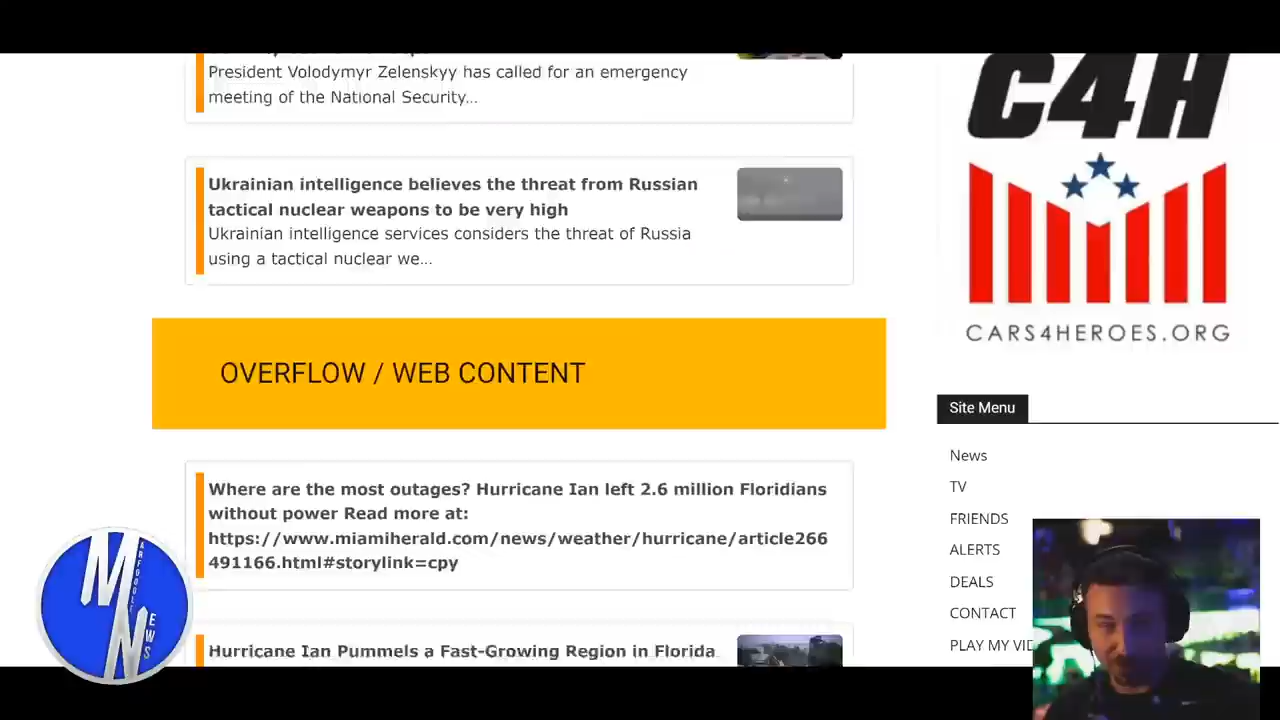 President Volodymyr Zelenskyy has called for an emergency
meeting of the National Security...
Ukrainian intelligence believes the threat from Russian
tactical nuclear weapons to be very high
Ukrainian intelligence services considers the threat of Russia
using a tactical nuclear we...
OVERFLOW / WEB CONTENT
Where are the most outages? Hurricane Ian left 2.6 million Floridians
without power Read more at:
https://www.miamiherald.com/news/weather/hurricane/article266
491166.html#storylink=cpy
Hurricane Ian Pummels a Fast-Growing Region in Florida
C4H
CARS4HEROES.ORG
Site Menu
News
TV
FRIENDS
ALERTS
DEALS
CONTACT
PLAY MY VID
MN
EWS